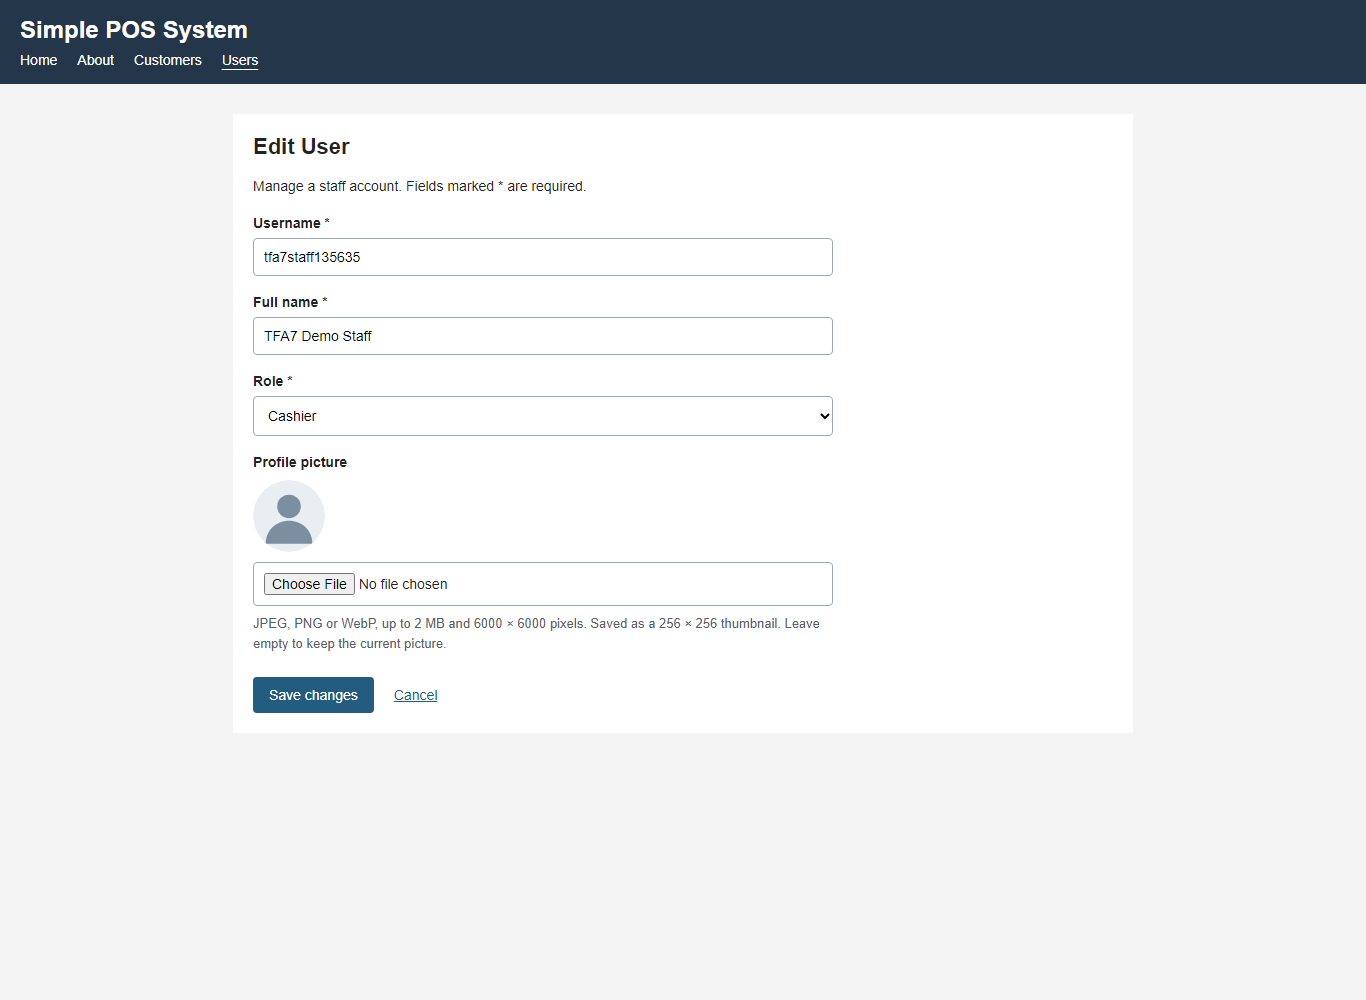 Simple POS System
Home About Customers Users
Edit User
Manage a staff account. Fields marked * are required.
Username *
tfa7staff135635
Full name *
TFA7 Demo Staff
Role *
Cashier
Profile picture
Choose File No file chosen
JPEG, PNG or WebP, up to 2 MB and 6000 × 6000 pixels. Saved as a 256 × 256 thumbnail. Leave
empty to keep the current picture.
Save changes Cancel